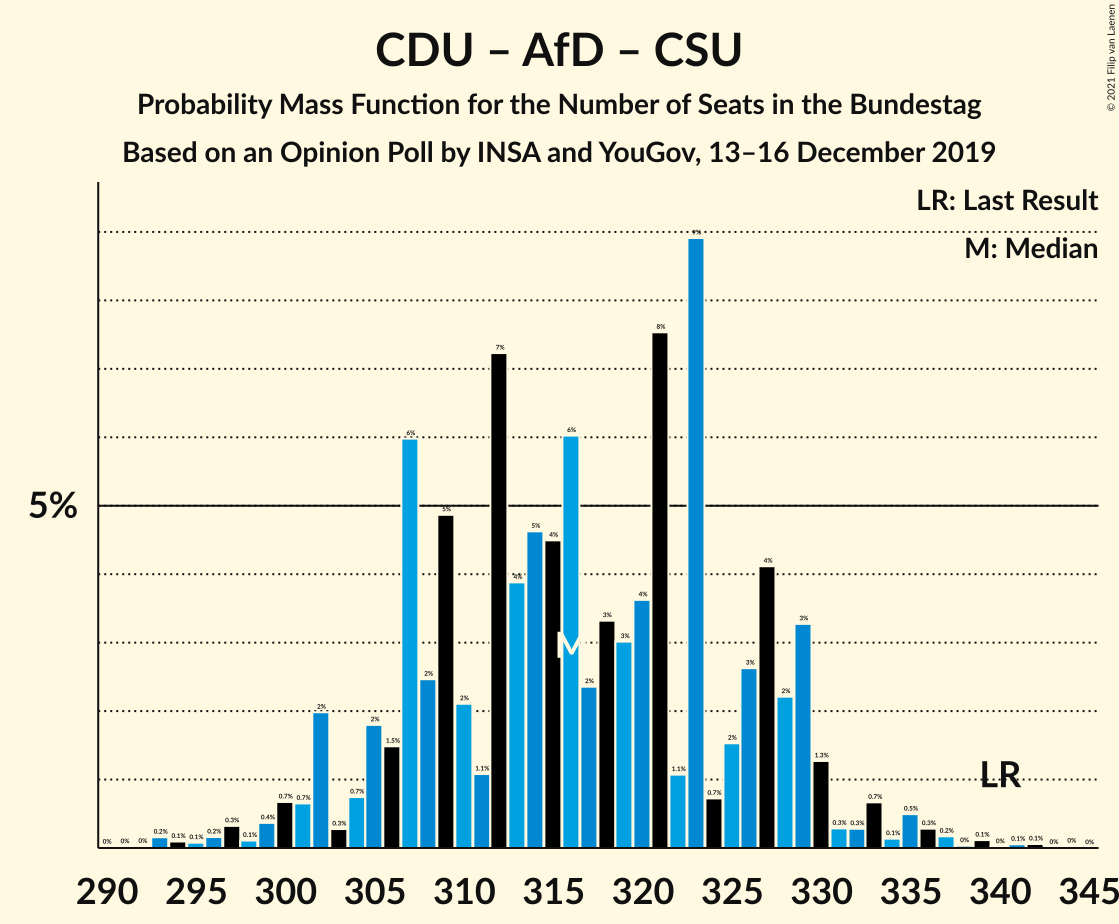 CDU – AfD – CSU
Probability Mass Function for the Number of Seats in the Bundestag
Based on an Opinion Poll by INSA and YouGov, 13–16 December 2019
© 2021 Filip van Laenen
LR: Last Result
M: Median
5%
0% 0% 0% 0.2% 0.1% 0.1% 0.2% 0.3% 0.1% 0.4% 0.7% 0.7% 2% 0.3% 0.7% 2% 1.5% 6% 2% 5% 2% 1.1% 7% 4% 5% 4% 6% 2% 3% 3% 4% 8% 1.1% 9% 0.7% 2% 3% 4% 2% 3% 1.3% 0.3% 0.3% 0.7% 0.1% 0.5% 0.3% 0.2% 0% 0.1% 0% 0.1% 0.1% 0% 0% 0%
M
LR
290 295 300 305 310 315 320 325 330 335 340 345